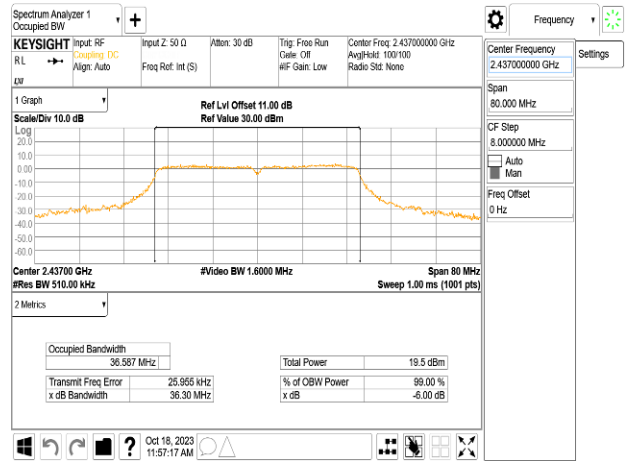 Spectrum Analyzer 1
Occupied BW
+
Frequency
KEYSIGHT
Input: RF
Input Z: 50 Ω
Atten: 30 dB
Trig: Free Run
Center Freq: 2.437000000 GHz
RL
Coupling: DC
Gate: Off
Avg|Hold: 100/100
Align: Auto
Freq Ref: Int (S)
#IF Gain: Low
Radio Std: None
LXI
Center Frequency
2.437000000 GHz
Settings
Span
80.000 MHz
CF Step
8.000000 MHz
Auto
Man
Freq Offset
0 Hz
1 Graph
Ref Lvl Offset 11.00 dB
Scale/Div 10.0 dB
Ref Value 30.00 dBm
Log
20.0
10.0
0.00
-10.0
-20.0
-30.0
-40.0
-50.0
-60.0
Center 2.43700 GHz
#Video BW 1.6000 MHz
Span 80 MHz
#Res BW 510.00 kHz
Sweep 1.00 ms (1001 pts)
2 Metrics
Occupied Bandwidth
36.587 MHz
Total Power 19.5 dBm
Transmit Freq Error 25.955 kHz
% of OBW Power 99.00 %
x dB Bandwidth 36.30 MHz
x dB -6.00 dB
?
Oct 18, 2023
11:57:17 AM